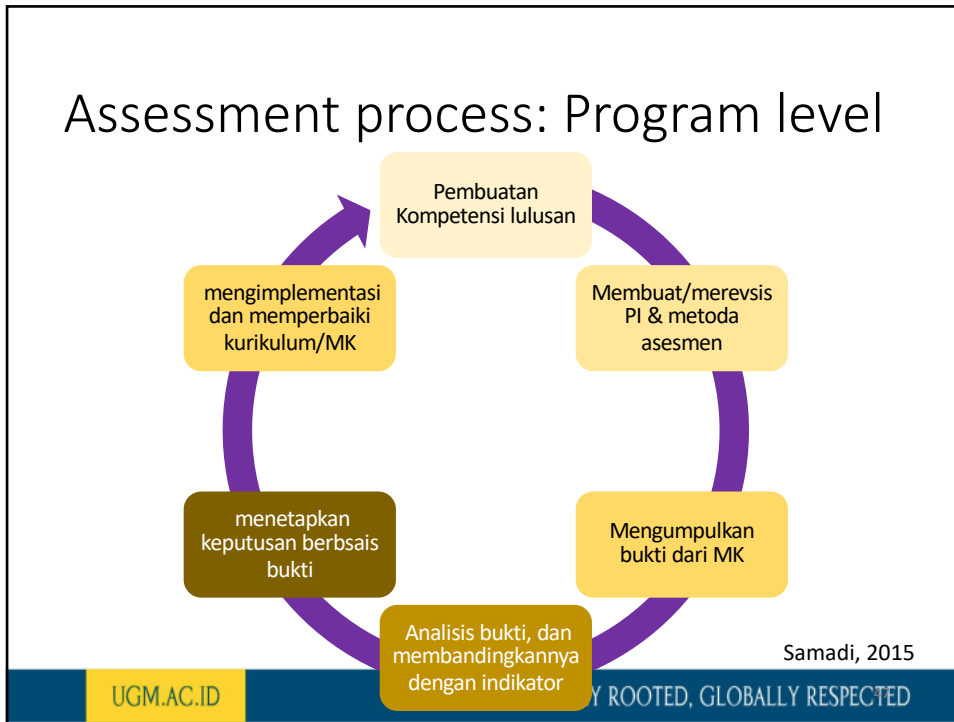 Assessment process: Program level
Pembuatan
Kompetensi lulusan
Membuat/merevsis
PI & metoda
asesmen
Mengumpulkan
bukti dari MK
Analisis bukti, dan
membandingkannya
dengan indikator
menetapkan
keputusan berbsais
bukti
mengimplementasi
dan memperbaiki
kurikulum/MK
Samadi, 2015
UGM.AC.ID
Y ROOTED, GLOBALLY RESPECTED